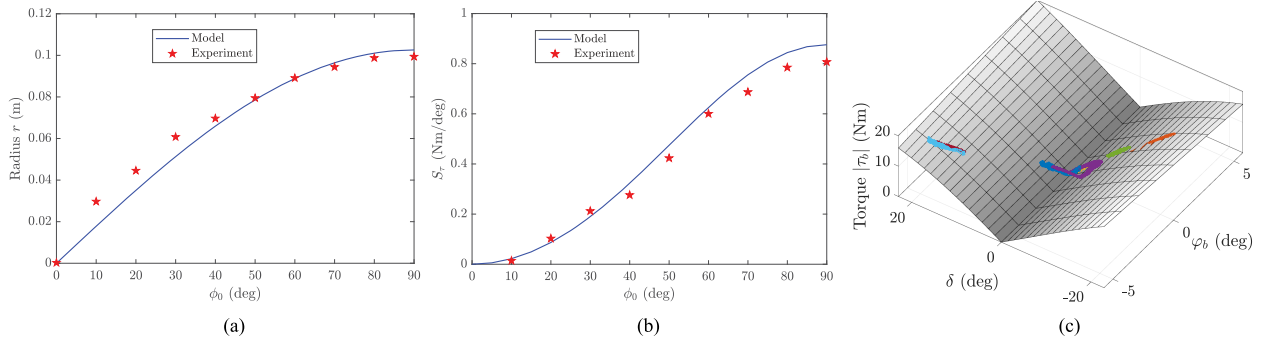 0.12
0.1
0.08
0.06
0.04
0.02
0
Radius r (m)
Model
Experiment
0 10 20 30 40 50 60 70 80 90
ϕ₀ (deg)
(a)
1
0.8
0.6
0.4
0.2
0
S_τ (Nm/deg)
Model
Experiment
0 10 20 30 40 50 60 70 80 90
ϕ₀ (deg)
(b)
Torque |τ_b| (Nm)
20
10
0
20
0
-20
δ (deg)
5
0
-5
φ_b (deg)
(c)